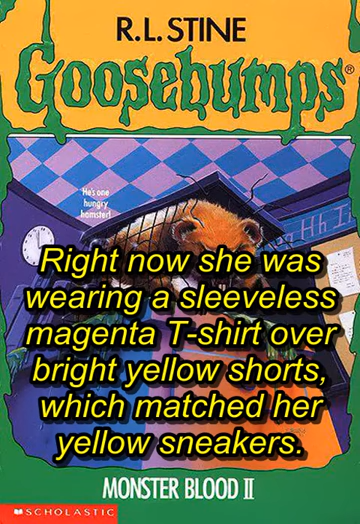 R.L. STINE
Goosebumps®
He's one
hungry
hamster!
Hh I
Right now she was
wearing a sleeveless
magenta T-shirt over
bright yellow shorts,
which matched her
yellow sneakers.
MONSTER BLOOD II
SCHOLASTIC